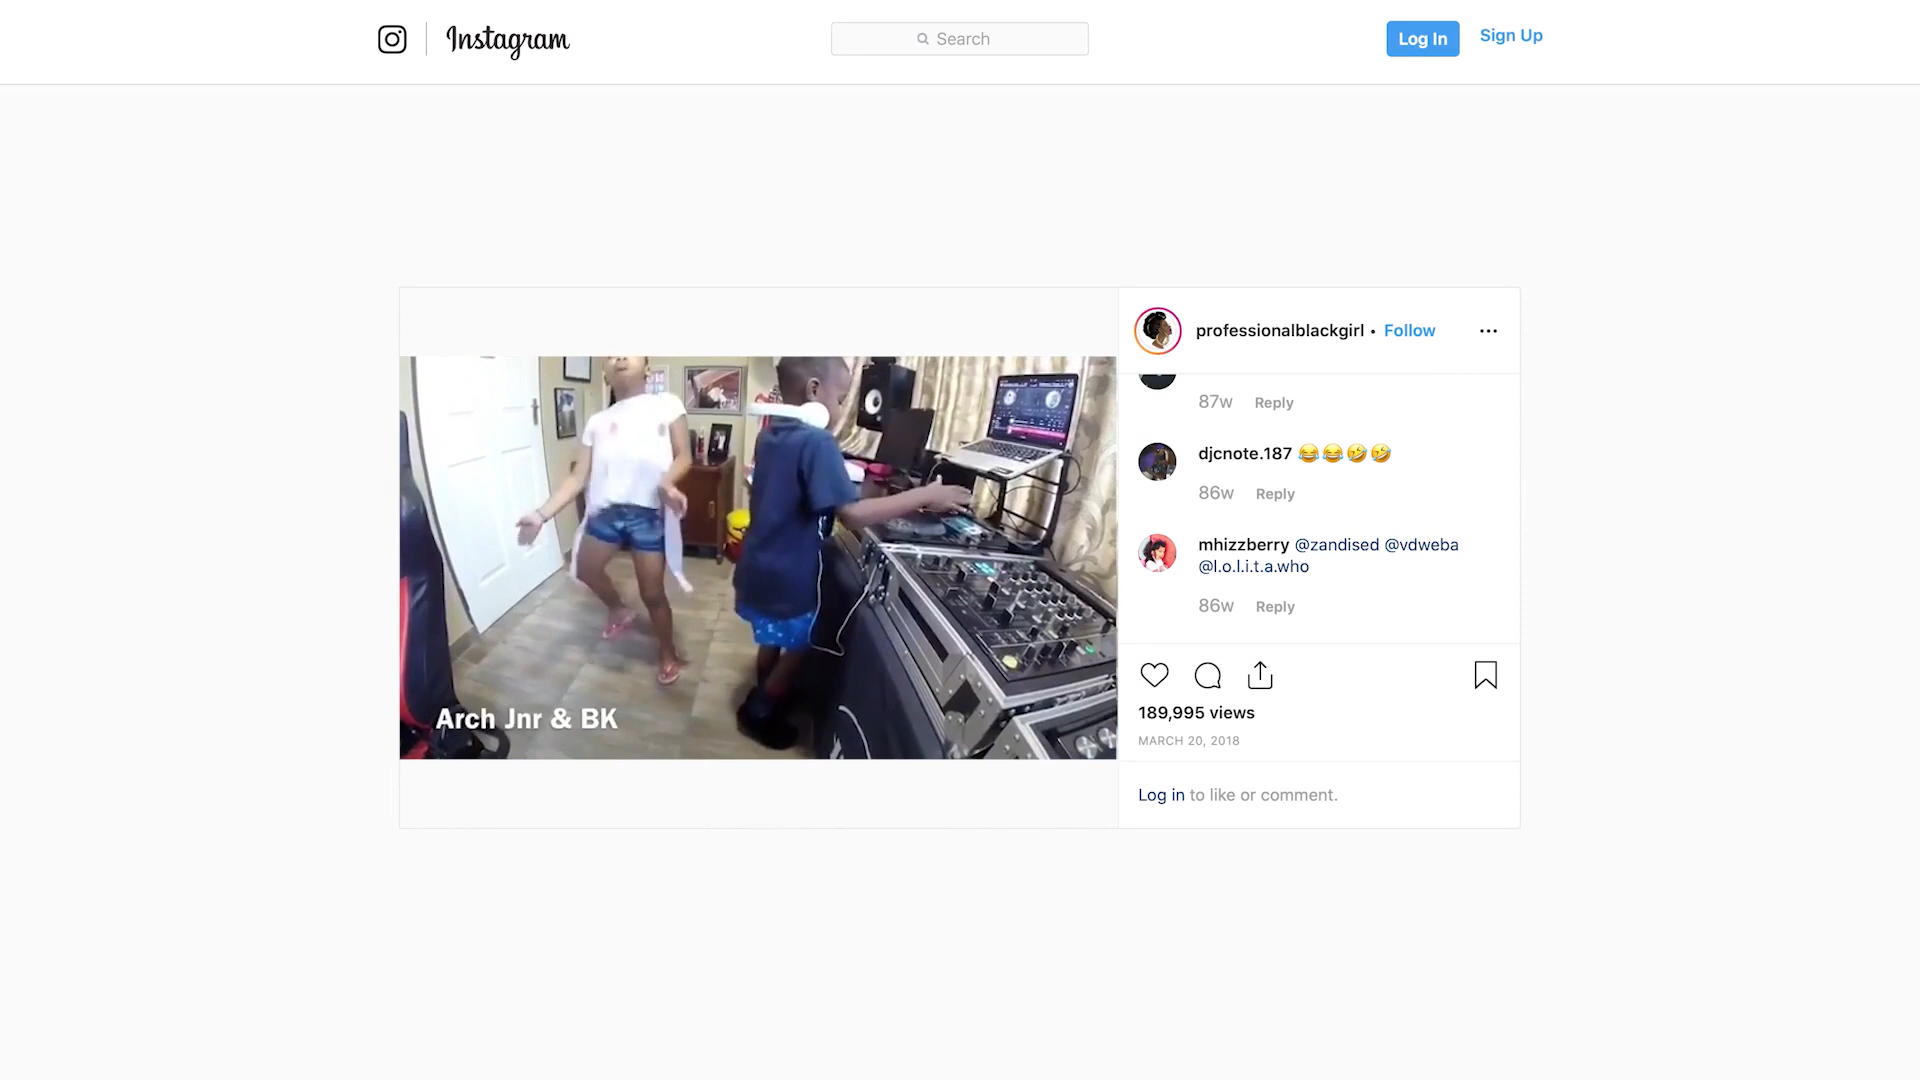 Instagram
Search
Log In
Sign Up
professionalblackgirl • Follow
87w Reply
djcnote.187 😂😂🤣🤣
86w Reply
mhizzberry @zandised @vdweba
@l.o.l.i.t.a.who
86w Reply
Arch Jnr & BK
189,995 views
MARCH 20, 2018
Log in to like or comment.